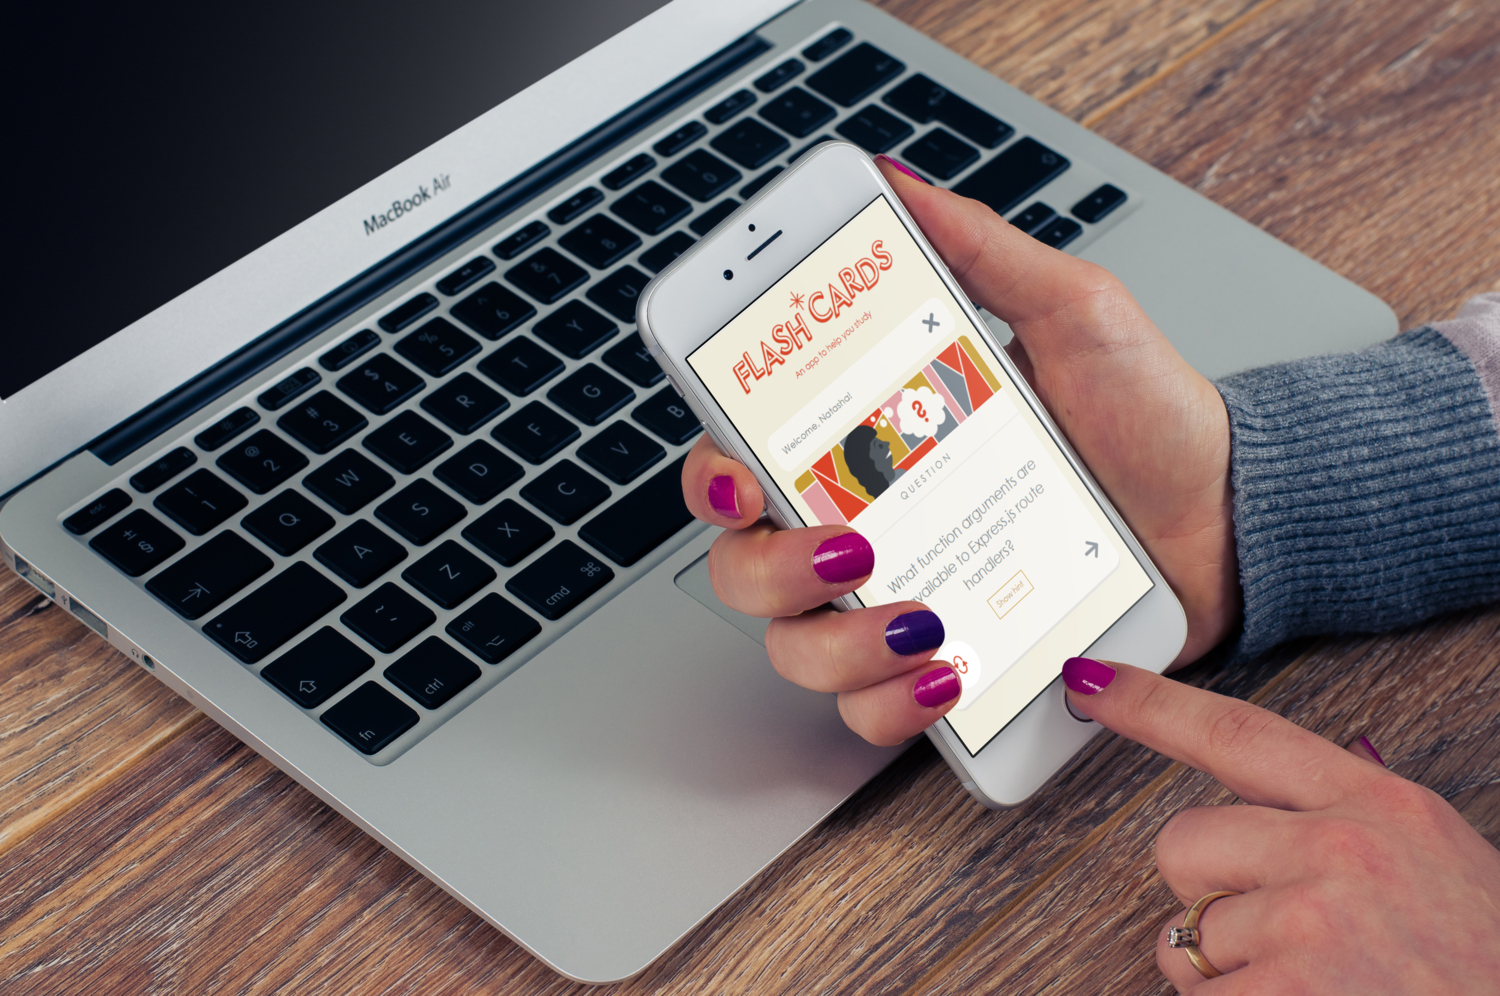 MacBook Air
FLASH CARDS
An app to help you study
Welcome, Natasha!
?
QUESTION
What function arguments are
available to Express.js route
handlers?
Show hint
esc
! 1
@ 2
# 3
$ 4
% 5
^ 6
& 7
* 8
( 9
) 0
± §
Q
W
E
R
T
Y
U
A
S
D
F
G
H
~
Z
X
C
V
B
fn
ctrl
alt
cmd